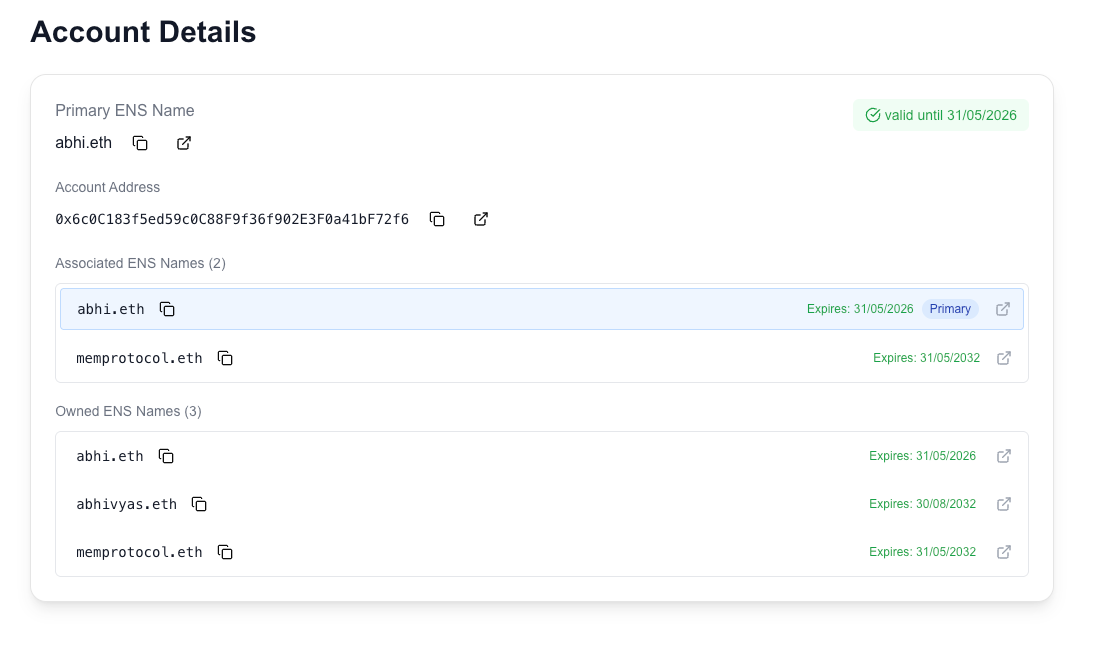 Account Details
Primary ENS Name
valid until 31/05/2026
abhi.eth
Account Address
0x6c0C183f5ed59c0C88F9f36f902E3F0a41bF72f6
Associated ENS Names (2)
abhi.eth Expires: 31/05/2026 Primary
memprotocol.eth Expires: 31/05/2032
Owned ENS Names (3)
abhi.eth Expires: 31/05/2026
abhivyas.eth Expires: 30/08/2032
memprotocol.eth Expires: 31/05/2032